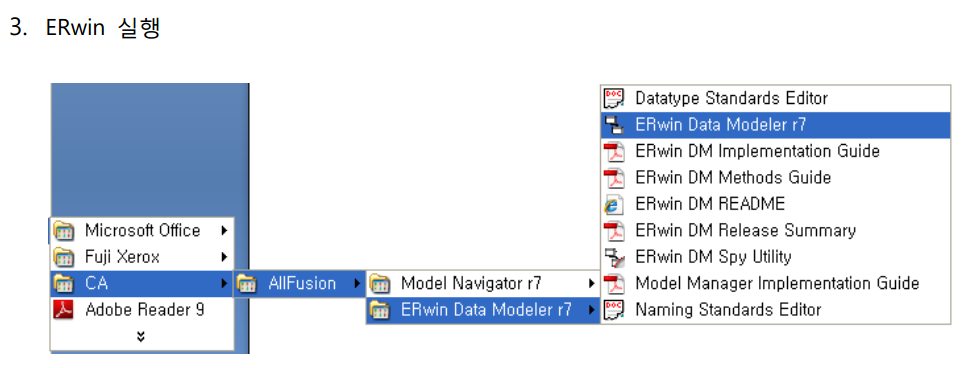 3. ERwin 실행
Microsoft Office
Fuji Xerox
CA
Adobe Reader 9
AllFusion
Model Navigator r7
ERwin Data Modeler r7
Datatype Standards Editor
ERwin Data Modeler r7
ERwin DM Implementation Guide
ERwin DM Methods Guide
ERwin DM README
ERwin DM Release Summary
ERwin DM Spy Utility
Model Manager Implementation Guide
Naming Standards Editor